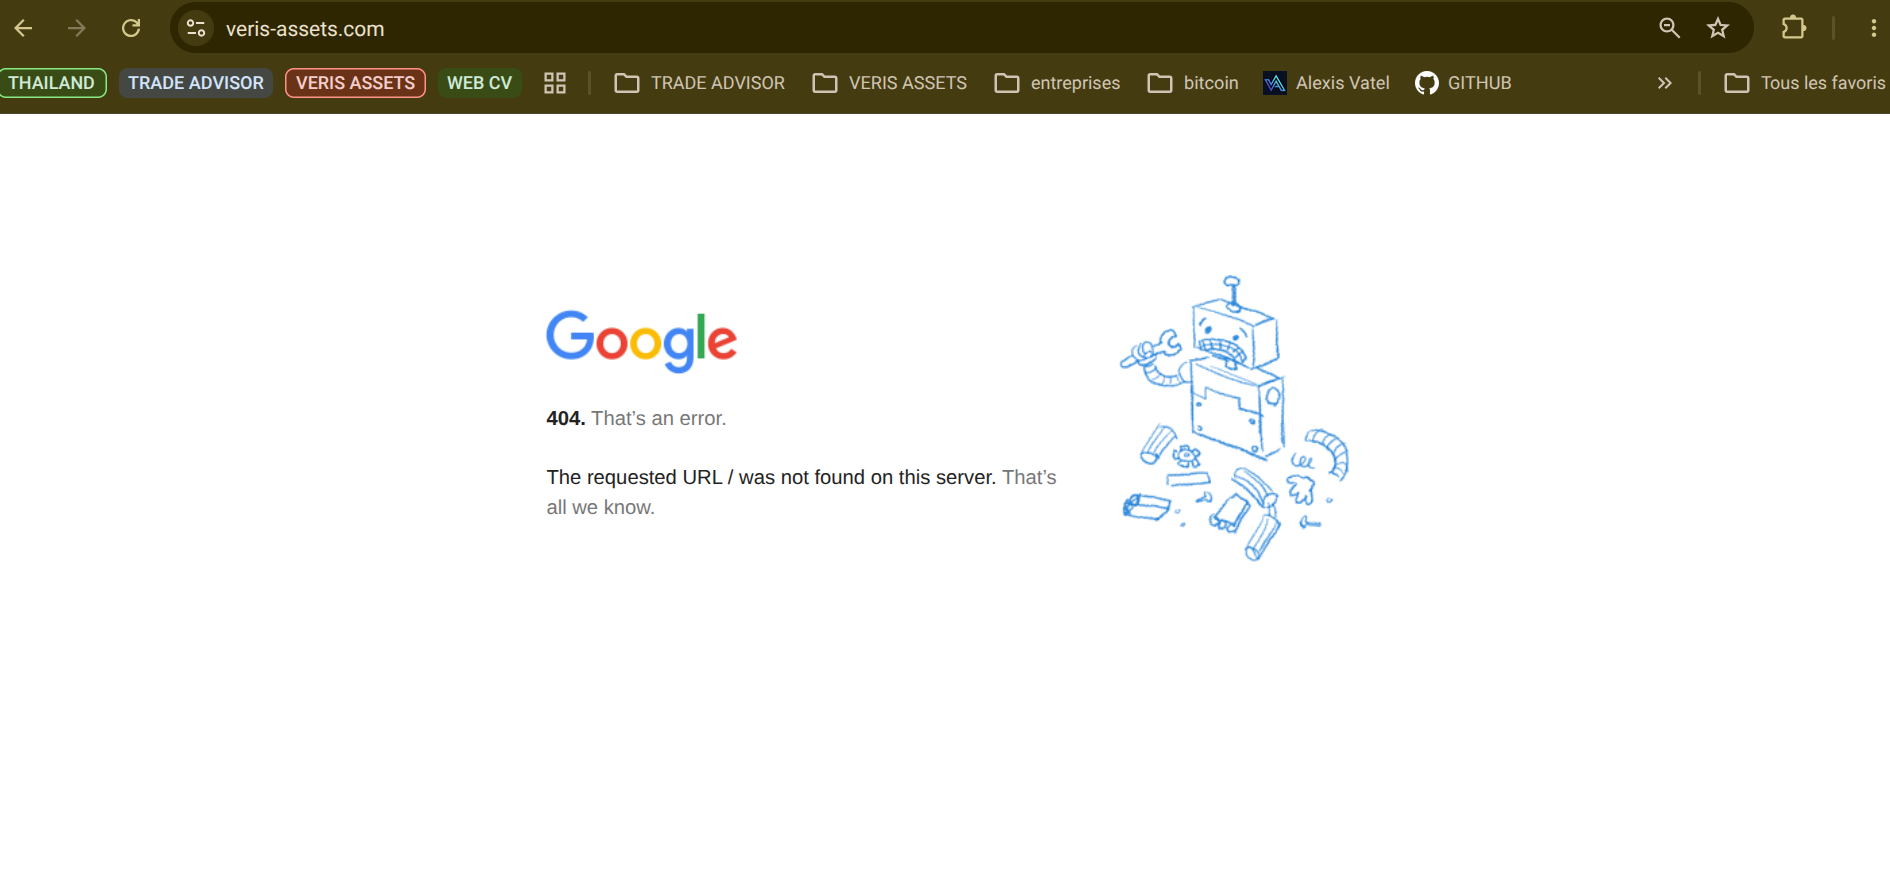 veris-assets.com
THAILAND TRADE ADVISOR VERIS ASSETS WEB CV TRADE ADVISOR VERIS ASSETS entreprises bitcoin Alexis Vatel GITHUB Tous les favoris
Google
404. That’s an error.
The requested URL / was not found on this server. That’s
all we know.